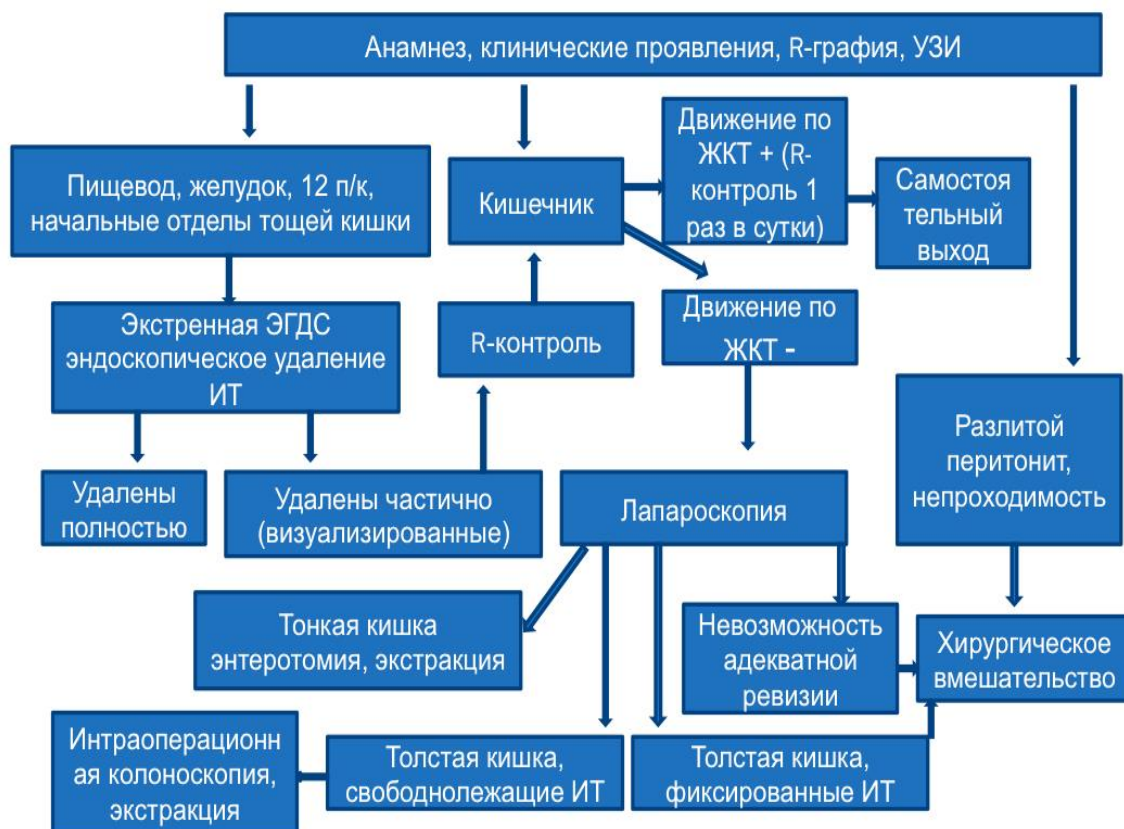 Анамнез, клинические проявления, R-графия, УЗИ
Пищевод, желудок, 12 п/к,
начальные отделы тощей кишки
Кишечник
Движение по
ЖКТ + (R-
контроль 1
раз в сутки)
Самостоя
тельный
выход
Экстренная ЭГДС
эндоскопическое удаление
ИТ
R-контроль
Движение по
ЖКТ -
Разлитой
перитонит,
непроходимость
Удалены
полностью
Удалены частично
(визуализированные)
Лапароскопия
Тонкая кишка
энтеротомия, экстракция
Невозможность
адекватной
ревизии
Хирургическое
вмешательство
Интраоперационн
ая колоноскопия,
экстракция
Толстая кишка,
свободнолежащие ИТ
Толстая кишка,
фиксированные ИТ